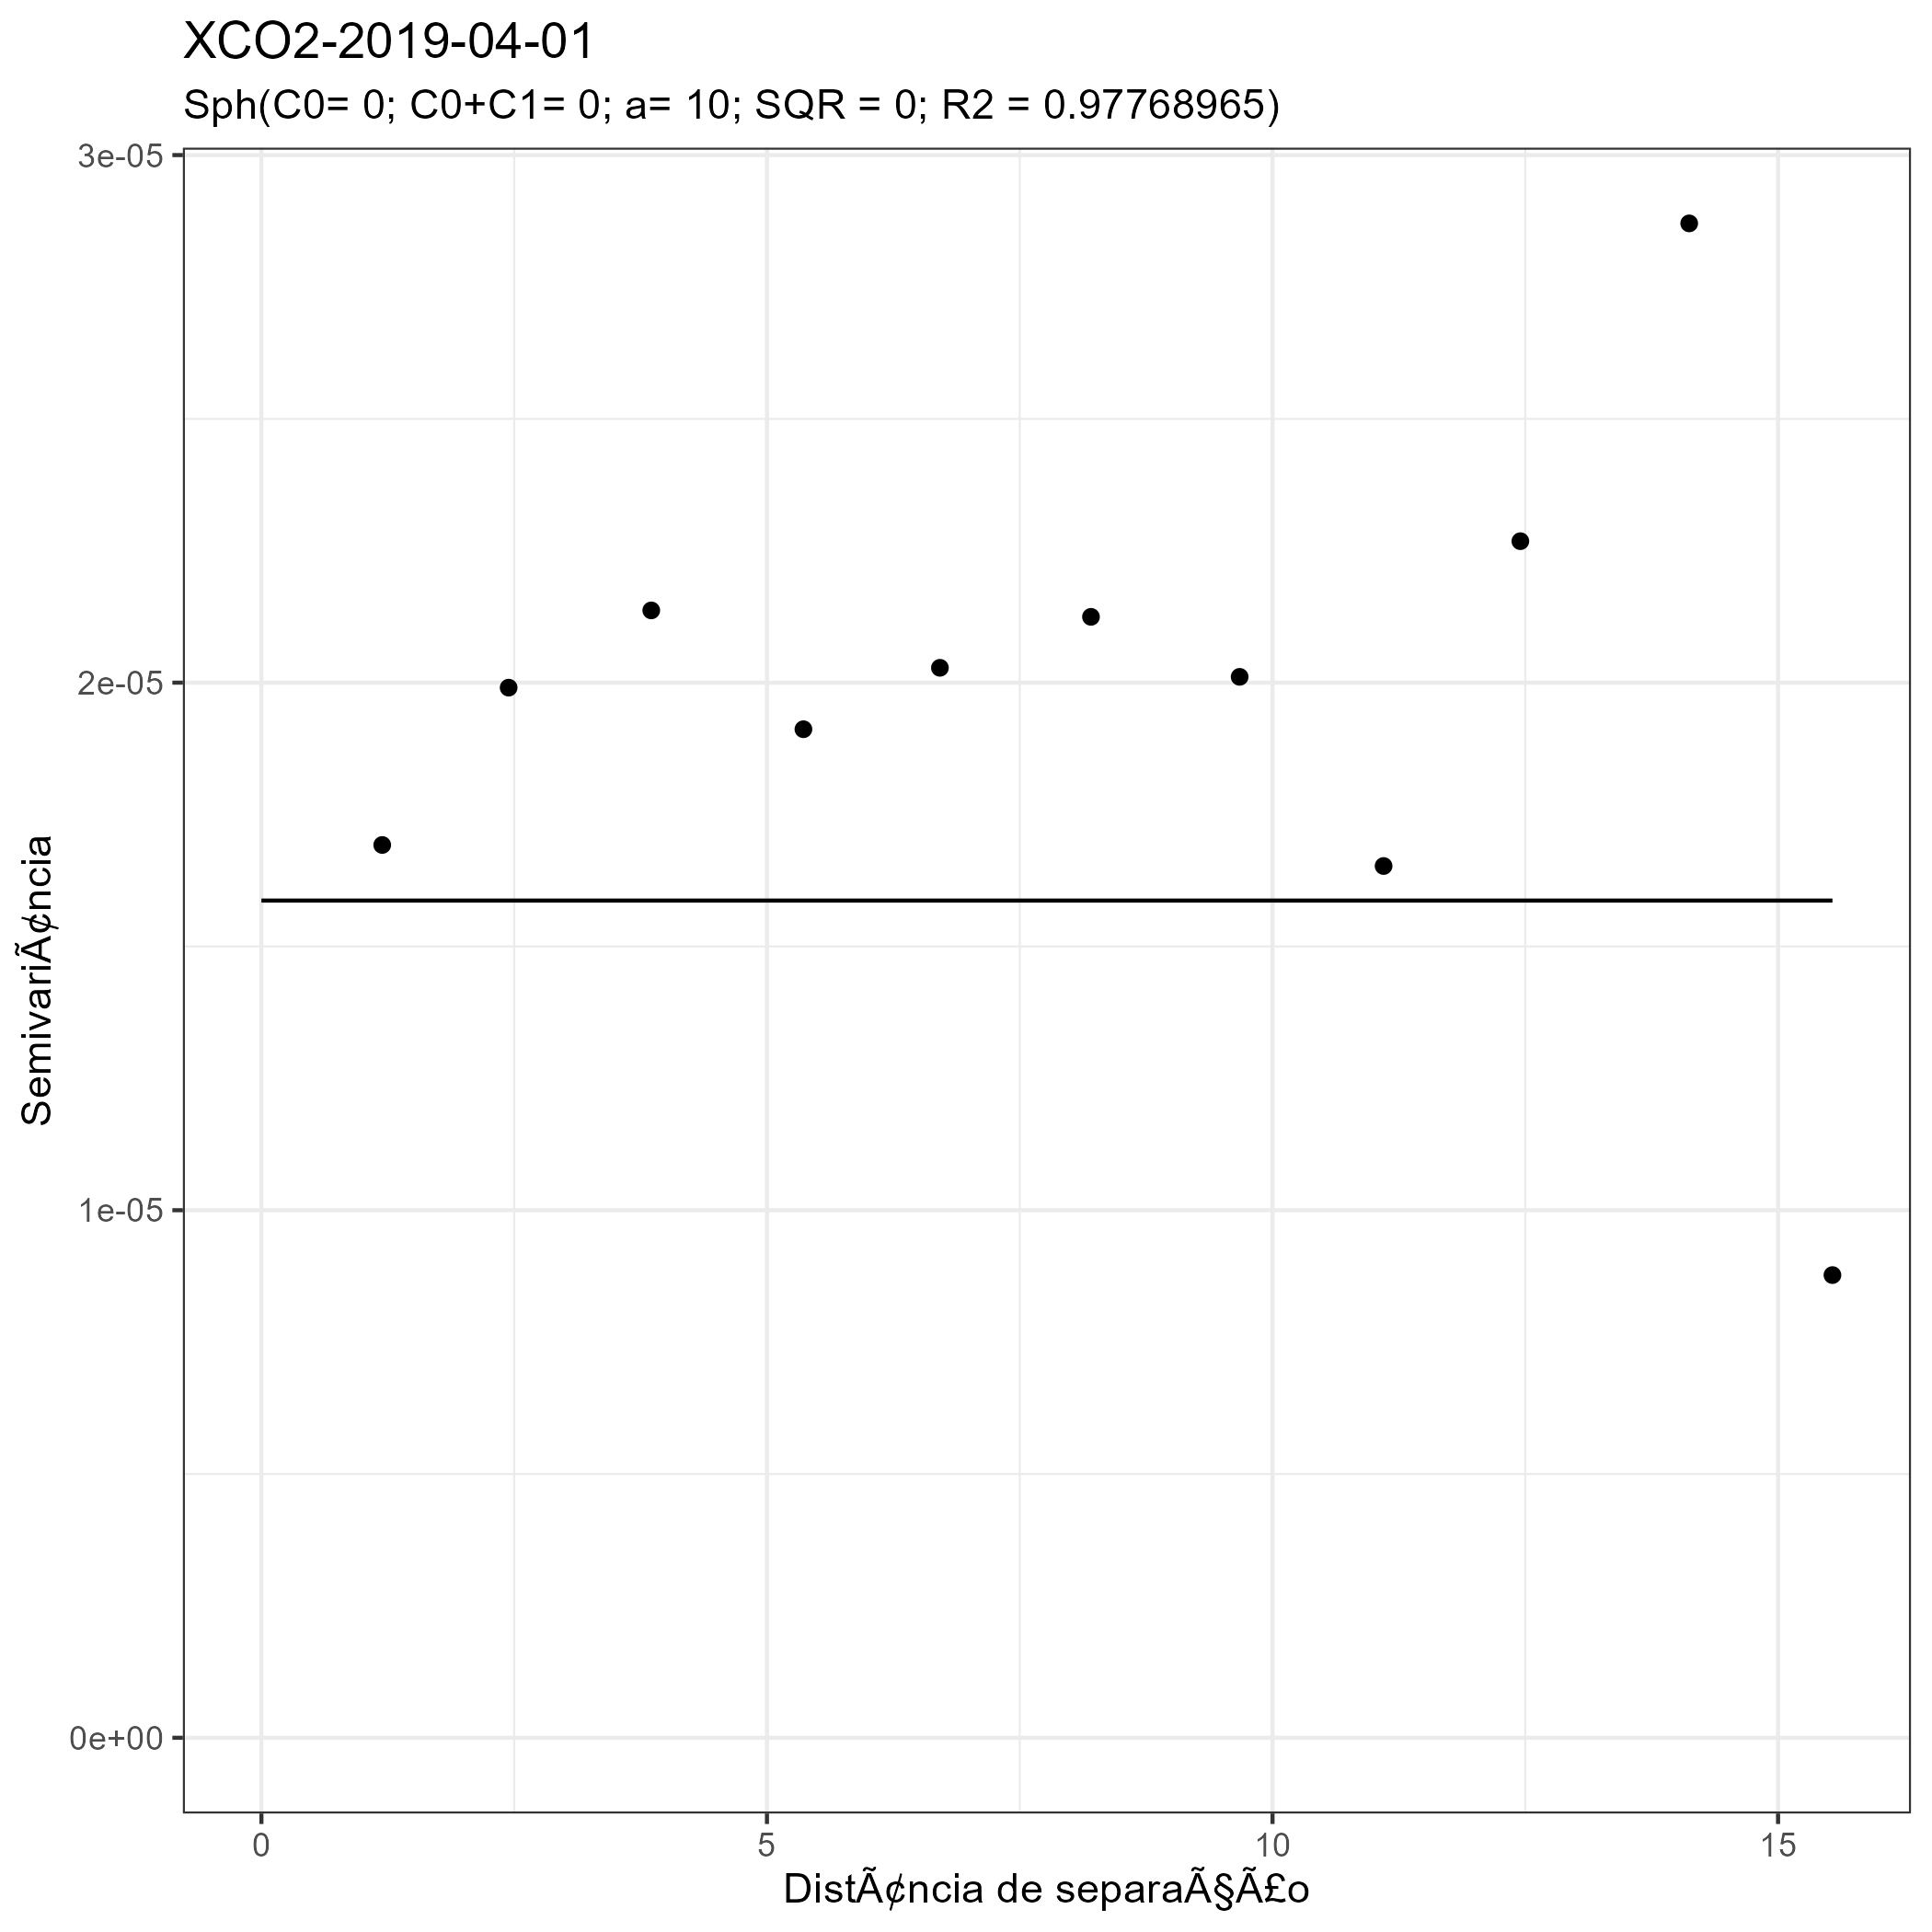 XCO2-2019-04-01
Sph(C0= 0; C0+C1= 0; a= 10; SQR = 0; R2 = 0.97768965)
3e-05
2e-05
1e-05
0e+00
SemivariÃ¢ncia
0
5
10
15
DistÃ¢ncia de separaÃ§Ã£o